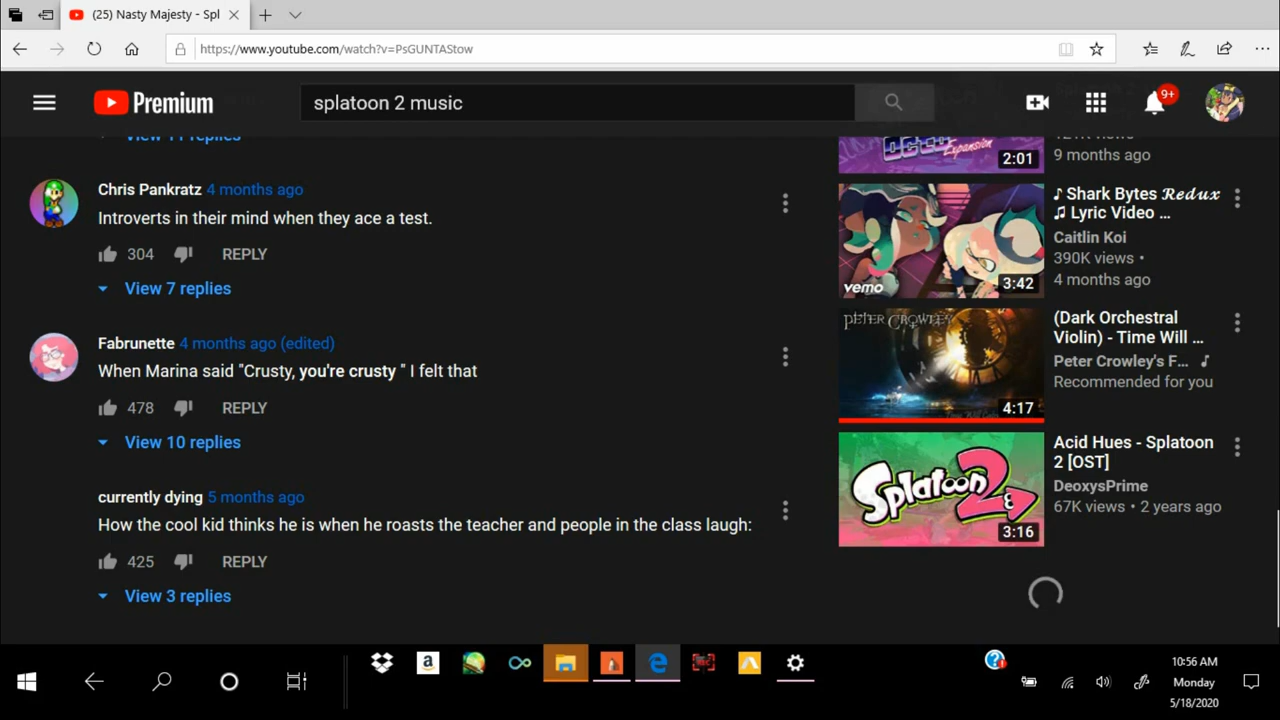 (25) Nasty Majesty - Spl
https://www.youtube.com/watch?v=PsGUNTAStow
Premium
splatoon 2 music
9+
View 11 replies
Chris Pankratz 4 months ago
Introverts in their mind when they ace a test.
304 REPLY
View 7 replies
Fabrunette 4 months ago (edited)
When Marina said "Crusty, you're crusty " I felt that
478 REPLY
View 10 replies
currently dying 5 months ago
How the cool kid thinks he is when he roasts the teacher and people in the class laugh:
425 REPLY
View 3 replies
OCTO
Expansion
2:01
9 months ago
vemo
3:42
♪ Shark Bytes 𝓡𝓮𝓭𝓾𝔁
♫ Lyric Video ...
Caitlin Koi
390K views •
4 months ago
PETER CROWLEY
4:17
(Dark Orchestral
Violin) - Time Will ...
Peter Crowley's F... ♪
Recommended for you
Splatoon 2
3:16
Acid Hues - Splatoon
2 [OST]
DeoxysPrime
67K views • 2 years ago
10:56 AM
Monday
5/18/2020